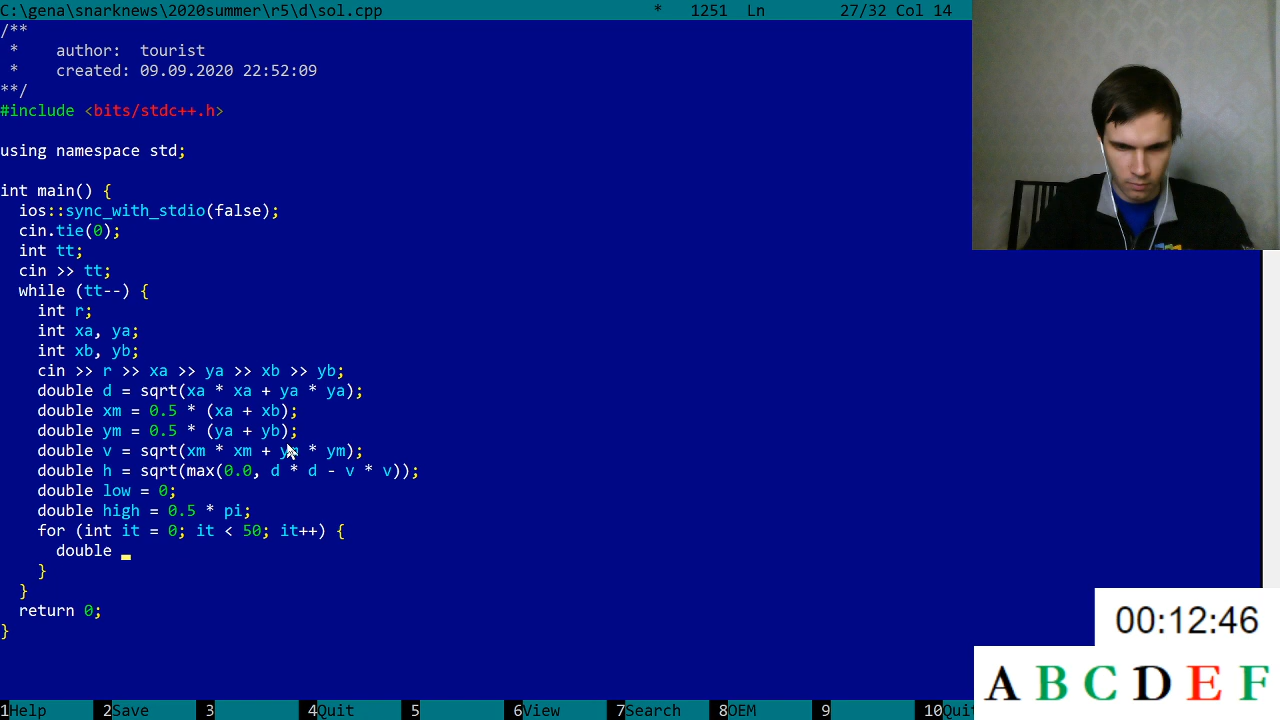 C:\gena\snarknews\2020summer\r5\d\sol.cpp * 1251 Ln 27/32 Col 14
/**
 *    author:  tourist
 *    created: 09.09.2020 22:52:09
**/
#include <bits/stdc++.h>
using namespace std;
int main() {
  ios::sync_with_stdio(false);
  cin.tie(0);
  int tt;
  cin >> tt;
  while (tt--) {
    int r;
    int xa, ya;
    int xb, yb;
    cin >> r >> xa >> ya >> xb >> yb;
    double d = sqrt(xa * xa + ya * ya);
    double xm = 0.5 * (xa + xb);
    double ym = 0.5 * (ya + yb);
    double v = sqrt(xm * xm + ym * ym);
    double h = sqrt(max(0.0, d * d - v * v));
    double low = 0;
    double high = 0.5 * pi;
    for (int it = 0; it < 50; it++) {
      double
    }
  }
  return 0;
}
00:12:46
A B C D E F
1Help 2Save 3 4Quit 5 6View 7Search 8OEM 9 10Qui